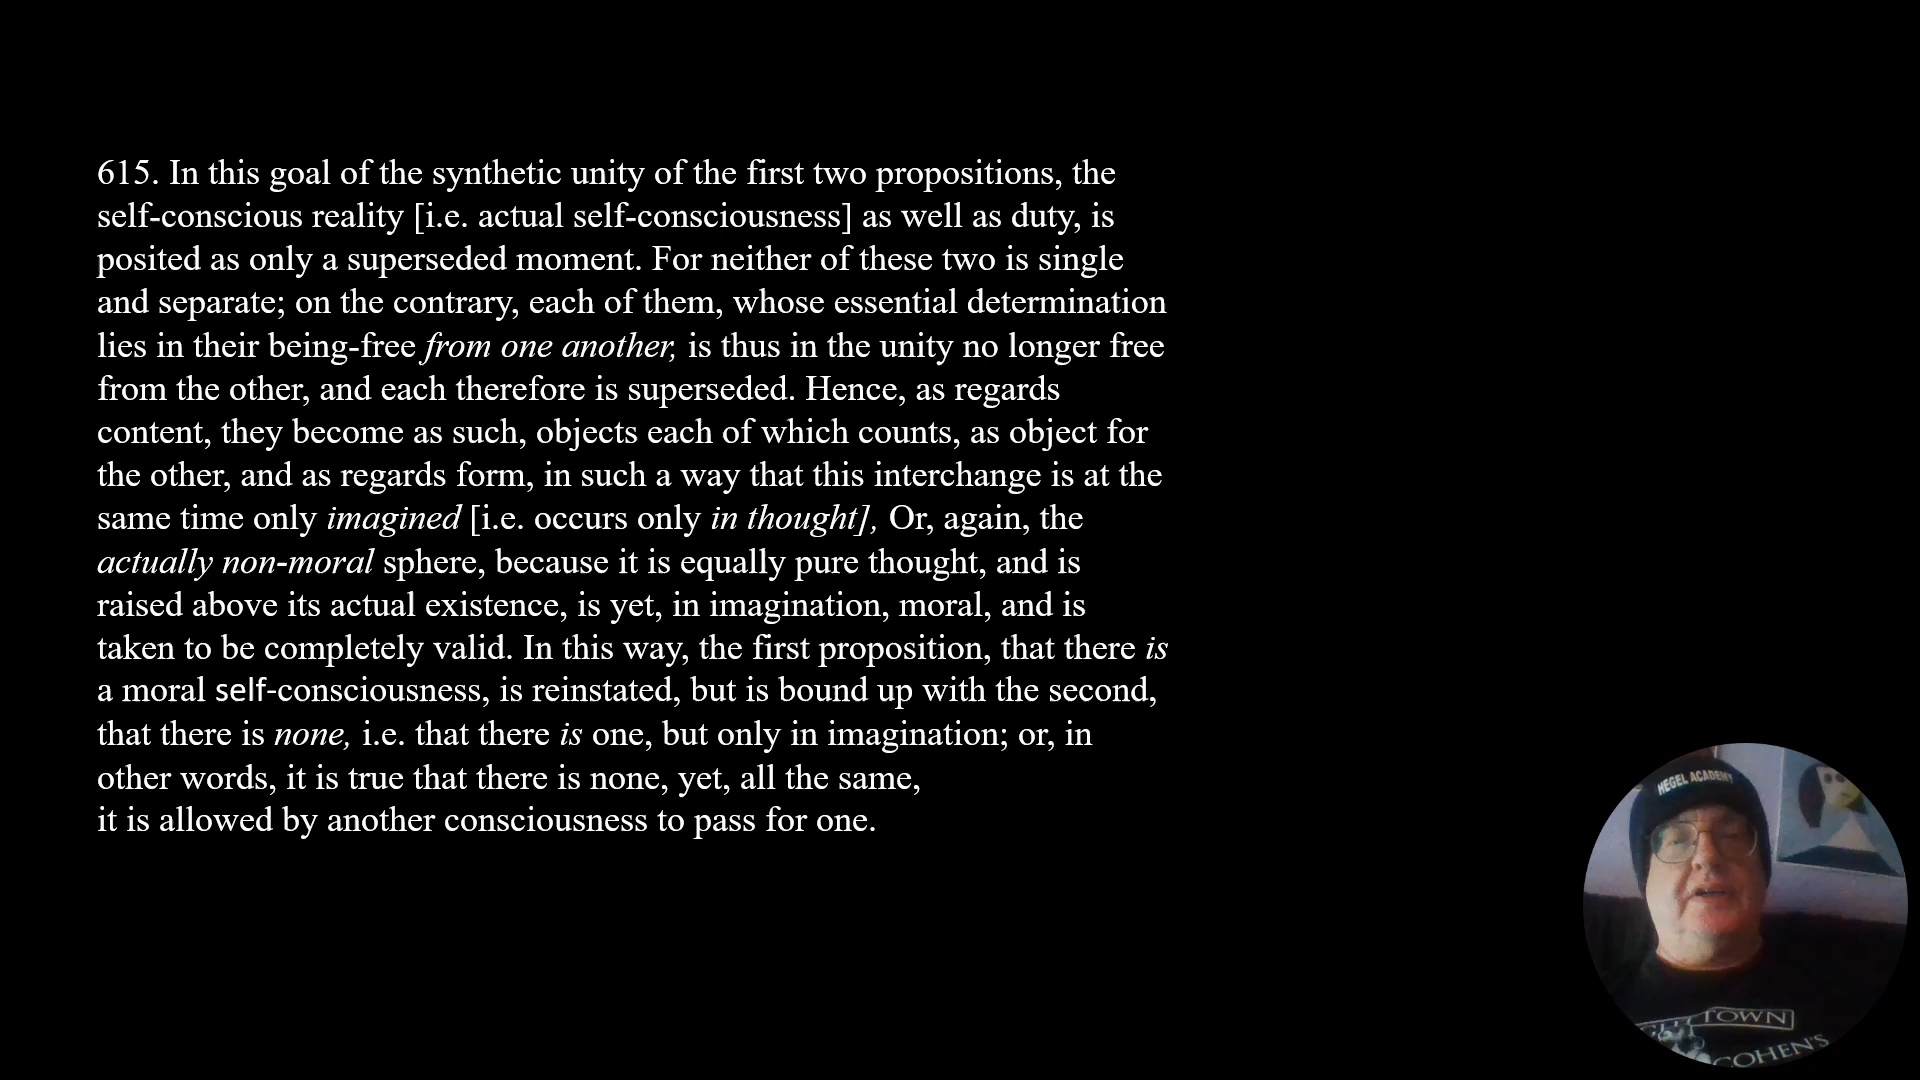 615. In this goal of the synthetic unity of the first two propositions, the
self-conscious reality [i.e. actual self-consciousness] as well as duty, is
posited as only a superseded moment. For neither of these two is single
and separate; on the contrary, each of them, whose essential determination
lies in their being-free from one another, is thus in the unity no longer free
from the other, and each therefore is superseded. Hence, as regards
content, they become as such, objects each of which counts, as object for
the other, and as regards form, in such a way that this interchange is at the
same time only imagined [i.e. occurs only in thought], Or, again, the
actually non-moral sphere, because it is equally pure thought, and is
raised above its actual existence, is yet, in imagination, moral, and is
taken to be completely valid. In this way, the first proposition, that there is
a moral self-consciousness, is reinstated, but is bound up with the second,
that there is none, i.e. that there is one, but only in imagination; or, in
other words, it is true that there is none, yet, all the same,
it is allowed by another consciousness to pass for one.
HEGEL ACADEMY
TOWN
COHEN'S